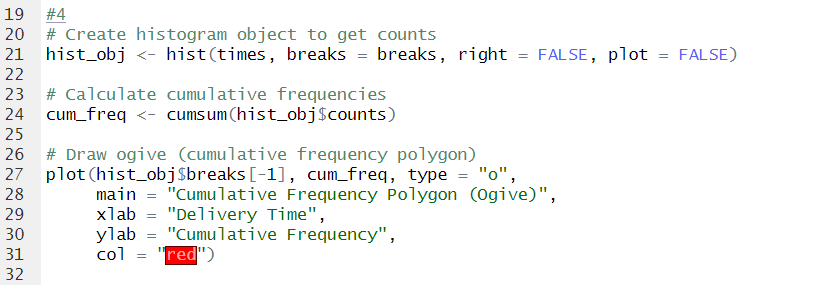 19 #4
20 # Create histogram object to get counts
21 hist_obj <- hist(times, breaks = breaks, right = FALSE, plot = FALSE)
22
23 # Calculate cumulative frequencies
24 cum_freq <- cumsum(hist_obj$counts)
25
26 # Draw ogive (cumulative frequency polygon)
27 plot(hist_obj$breaks[-1], cum_freq, type = "o",
28      main = "Cumulative Frequency Polygon (Ogive)",
29      xlab = "Delivery Time",
30      ylab = "Cumulative Frequency",
31      col = "red")
32